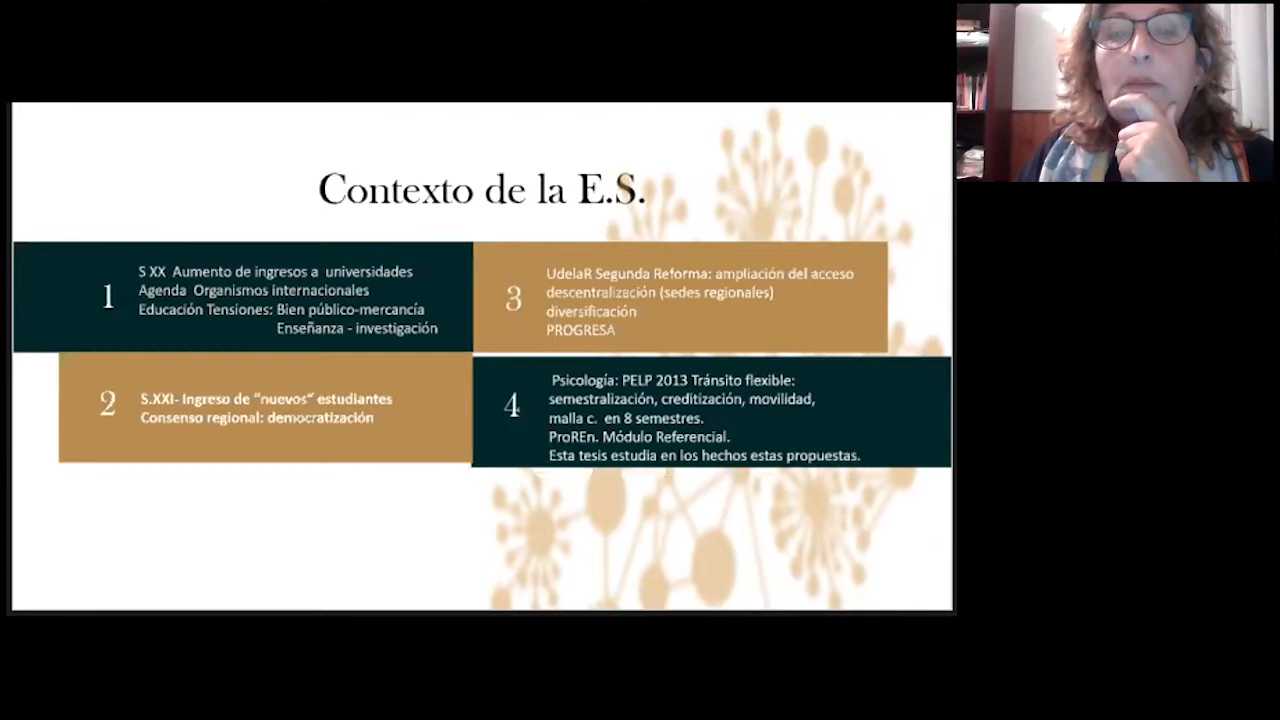 Contexto de la E.S.
1
S XX Aumento de ingresos a universidades
Agenda Organismos internacionales
Educación Tensiones: Bien público-mercancía
Enseñanza - investigación
2
S.XXI- Ingreso de “nuevos“ estudiantes
Consenso regional: democratización
3
UdelaR Segunda Reforma: ampliación del acceso
descentralización (sedes regionales)
diversificación
PROGRESA
4
Psicología: PELP 2013 Tránsito flexible:
semestralización, creditización, movilidad,
malla c. en 8 semestres.
ProREn. Módulo Referencial.
Esta tesis estudia en los hechos estas propuestas.